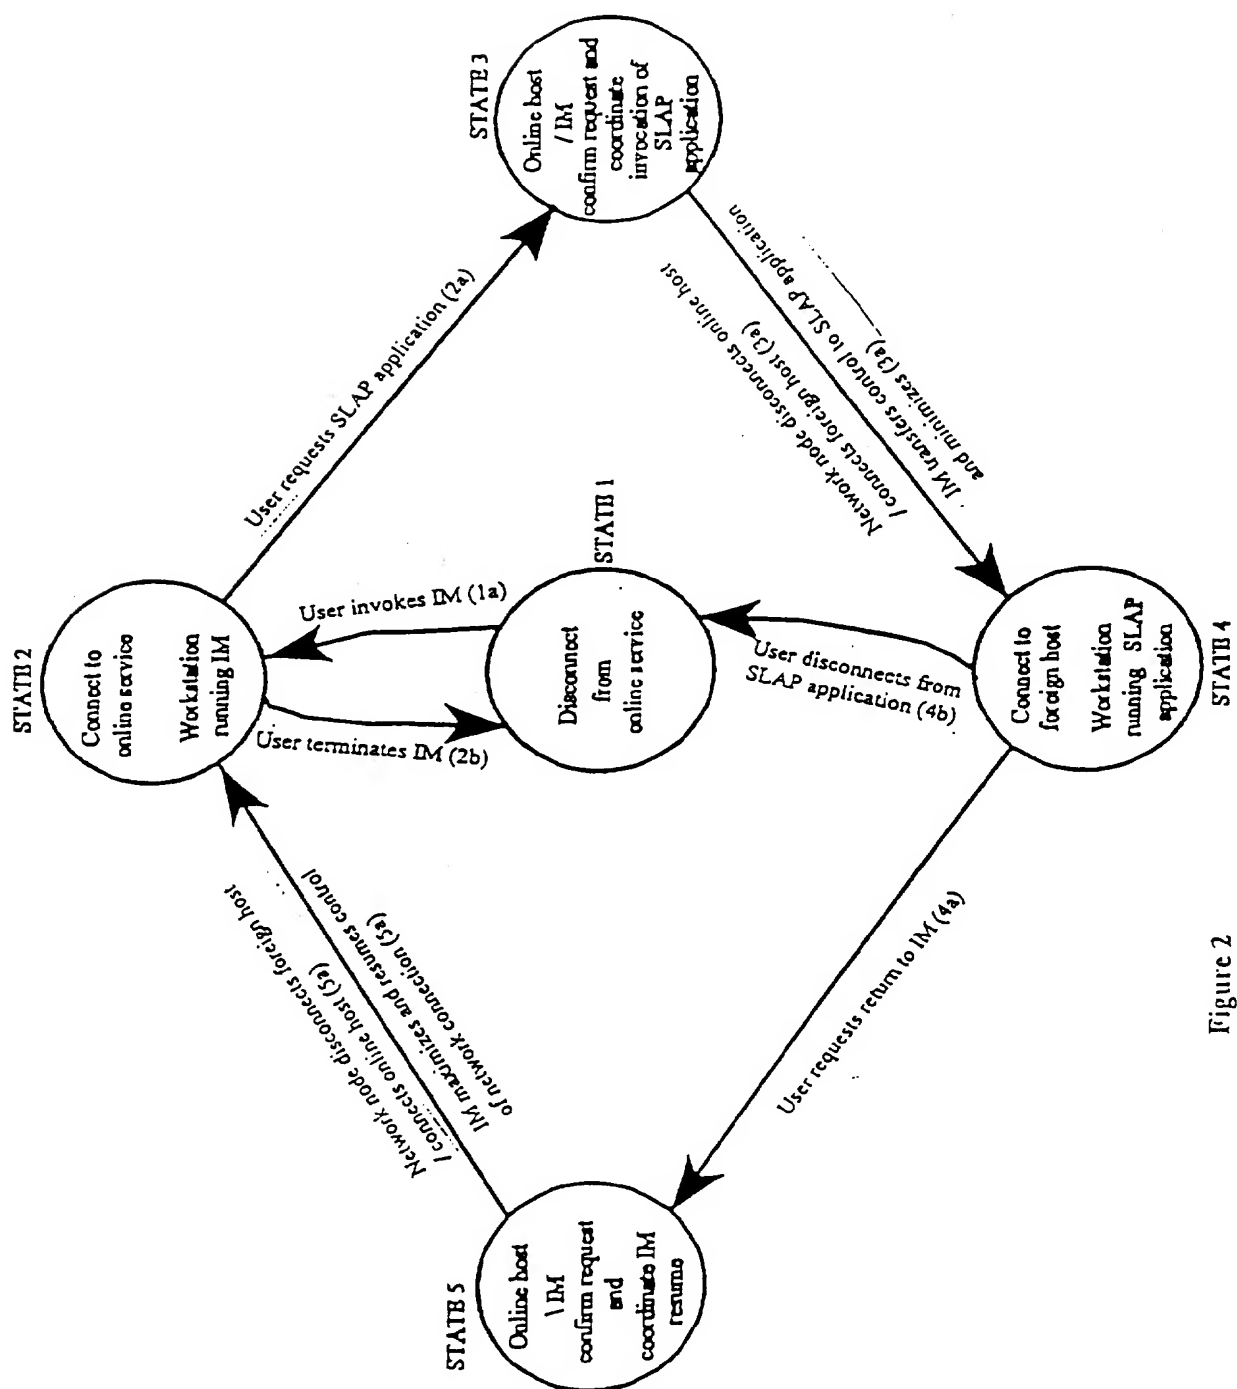 STATE 2
Connect to
online service
Workstation
running IM
User requests SLAP application (2a)
STATE 3
Online host
/ IM
confirm request and
coordinate
invocation of
SLAP
application
Network node disconnects online host
/ connects foreign host (3a)
IM transfers control to SLAP application
and minimizes (3a)
User invokes IM (1a)
User terminates IM (2b)
STATE 1
Disconnect
from
online service
User disconnects from
SLAP application (4b)
Connect to
foreign host
Workstation
running SLAP
application
STATE 4
User requests return to IM (4a)
STATE 5
Online host
\ IM
confirm request
and
coordinate IM
resume
Network node disconnects foreign host
/ connects online host (5a)
IM maximizes and resumes control
of network connection (5a)
Figure 2